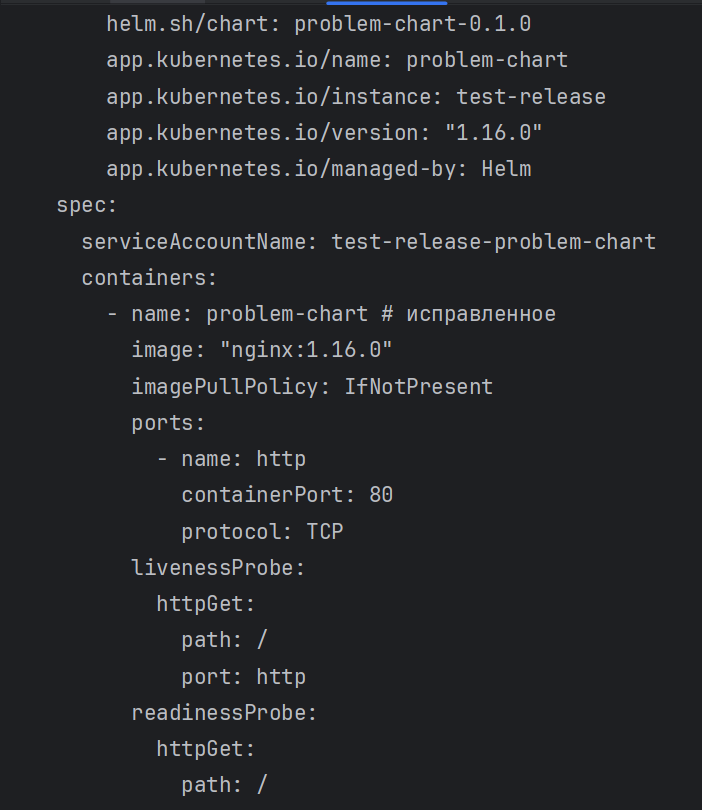 helm.sh/chart: problem-chart-0.1.0
app.kubernetes.io/name: problem-chart
app.kubernetes.io/instance: test-release
app.kubernetes.io/version: "1.16.0"
app.kubernetes.io/managed-by: Helm
spec:
serviceAccountName: test-release-problem-chart
containers:
- name: problem-chart # исправленное
image: "nginx:1.16.0"
imagePullPolicy: IfNotPresent
ports:
- name: http
containerPort: 80
protocol: TCP
livenessProbe:
httpGet:
path: /
port: http
readinessProbe:
httpGet:
path: /